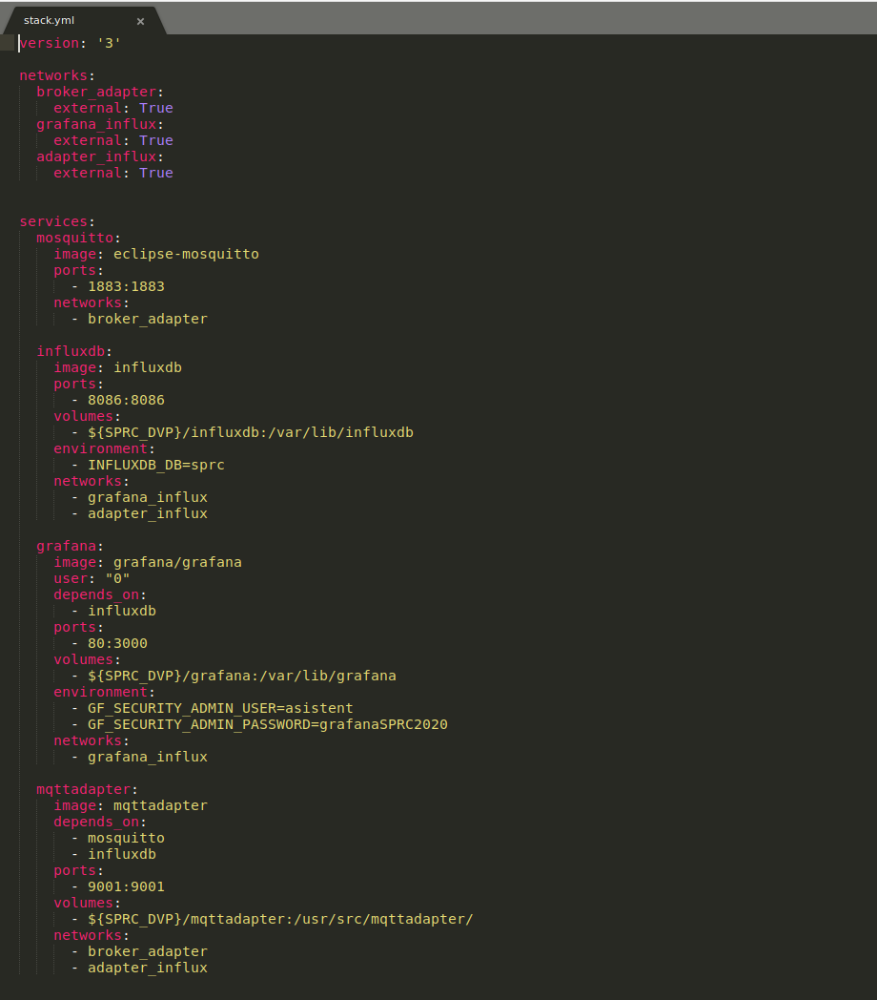 stack.yml ×
version: '3'

networks:
  broker_adapter:
    external: True
  grafana_influx:
    external: True
  adapter_influx:
    external: True


services:
  mosquitto:
    image: eclipse-mosquitto
    ports:
      - 1883:1883
    networks:
      - broker_adapter

  influxdb:
    image: influxdb
    ports:
      - 8086:8086
    volumes:
      - ${SPRC_DVP}/influxdb:/var/lib/influxdb
    environment:
      - INFLUXDB_DB=sprc
    networks:
      - grafana_influx
      - adapter_influx

  grafana:
    image: grafana/grafana
    user: "0"
    depends_on:
      - influxdb
    ports:
      - 80:3000
    volumes:
      - ${SPRC_DVP}/grafana:/var/lib/grafana
    environment:
      - GF_SECURITY_ADMIN_USER=asistent
      - GF_SECURITY_ADMIN_PASSWORD=grafanaSPRC2020
    networks:
      - grafana_influx

  mqttadapter:
    image: mqttadapter
    depends_on:
      - mosquitto
      - influxdb
    ports:
      - 9001:9001
    volumes:
      - ${SPRC_DVP}/mqttadapter:/usr/src/mqttadapter/
    networks:
      - broker_adapter
      - adapter_influx